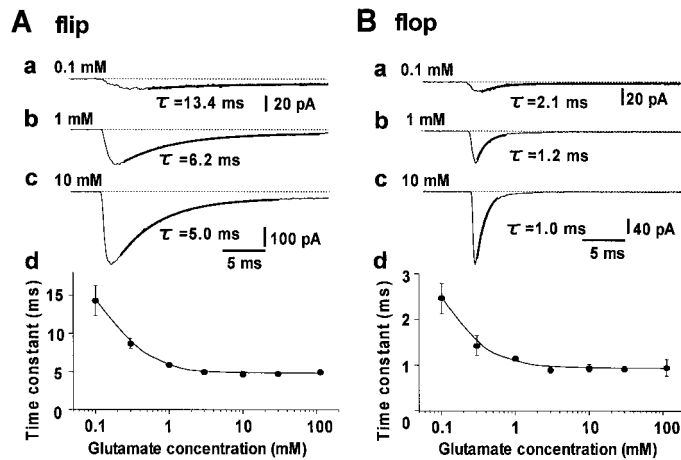 A flip
a 0.1 mM
τ =13.4 ms 20 pA
b 1 mM
τ =6.2 ms
c 10 mM
τ =5.0 ms 100 pA
5 ms
d
Time constant (ms)
15
10
5
0
0.1 1 10 100
Glutamate concentration (mM)
B flop
a
0.1 mM
τ =2.1 ms 20 pA
b
1 mM
τ =1.2 ms
c
10 mM
τ =1.0 ms 40 pA
5 ms
d
Time constant (ms)
3
2
1
0
0.1 1 10 100
Glutamate concentration (mM)